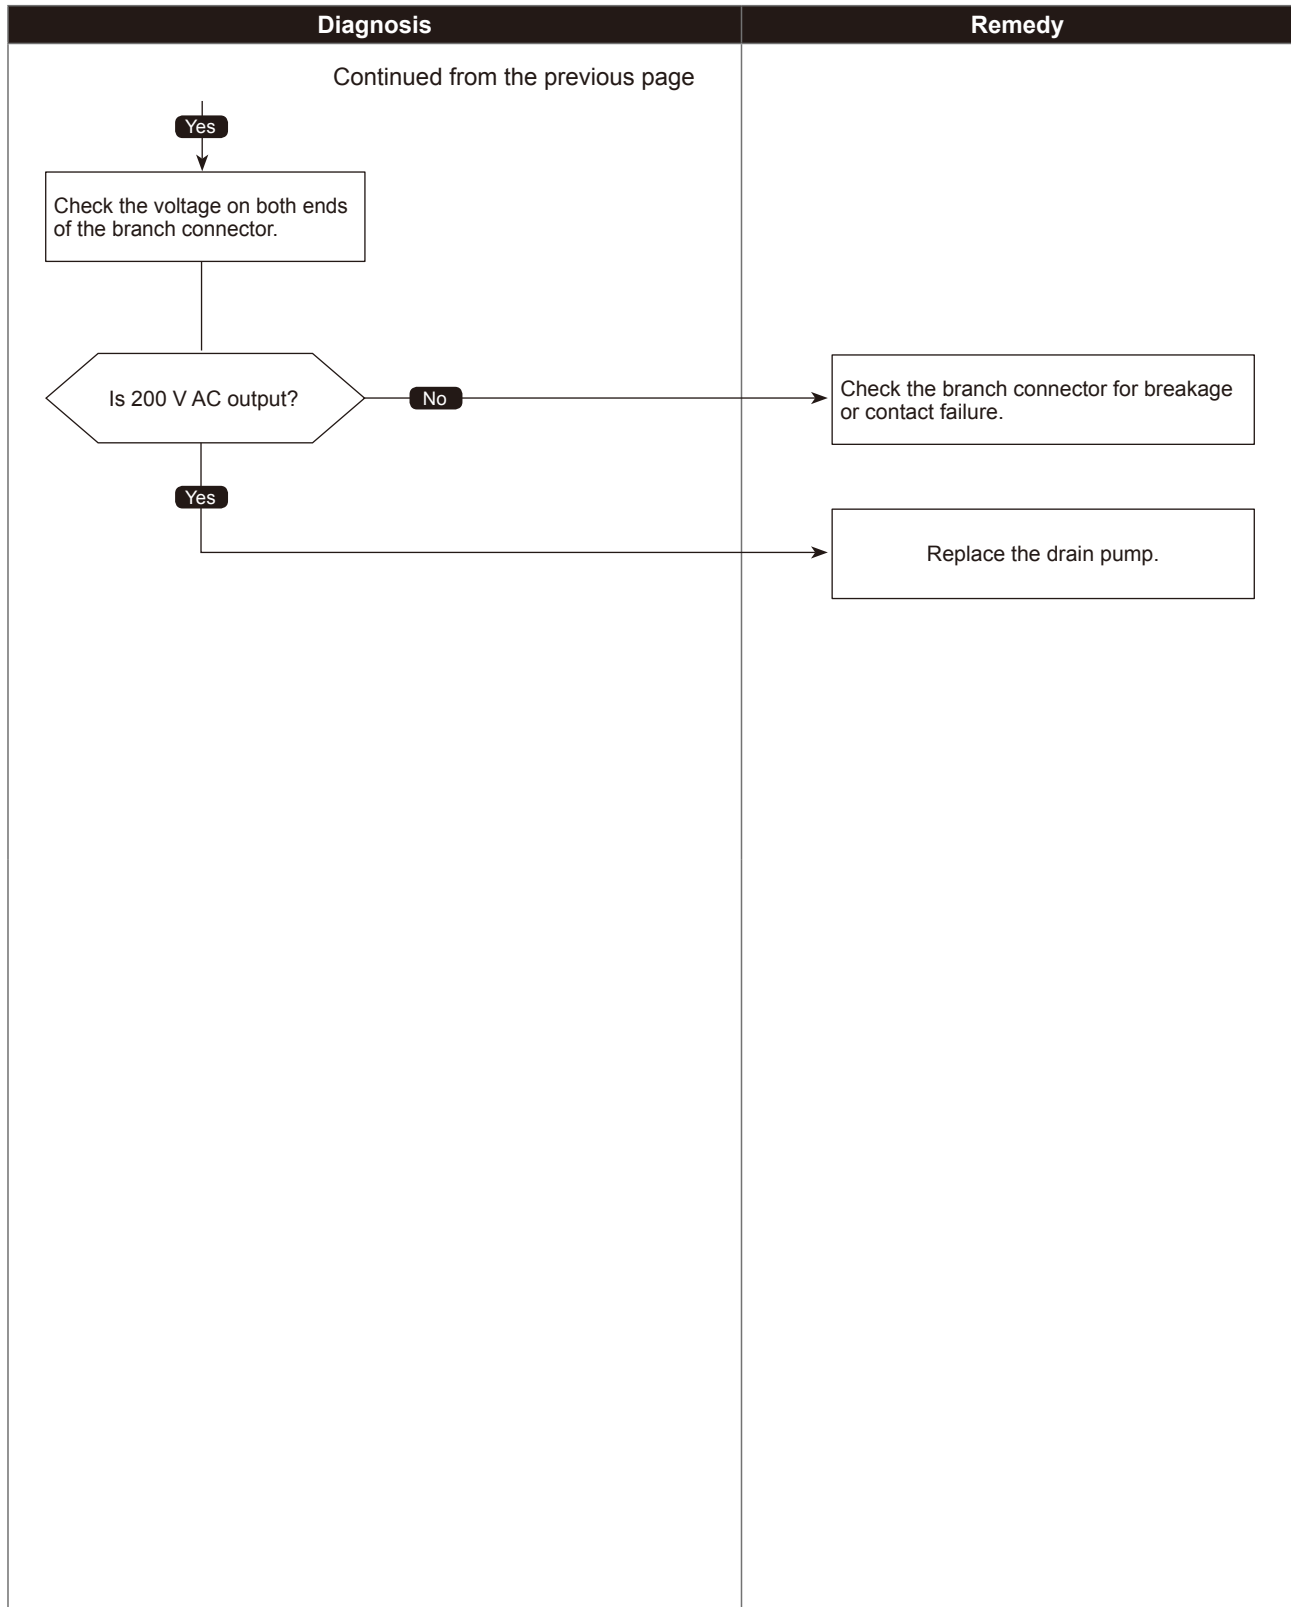 Diagnosis
Remedy
Continued from the previous page
Yes
Check the voltage on both ends
of the branch connector.
Is 200 V AC output?
No
Check the branch connector for breakage
or contact failure.
Yes
Replace the drain pump.